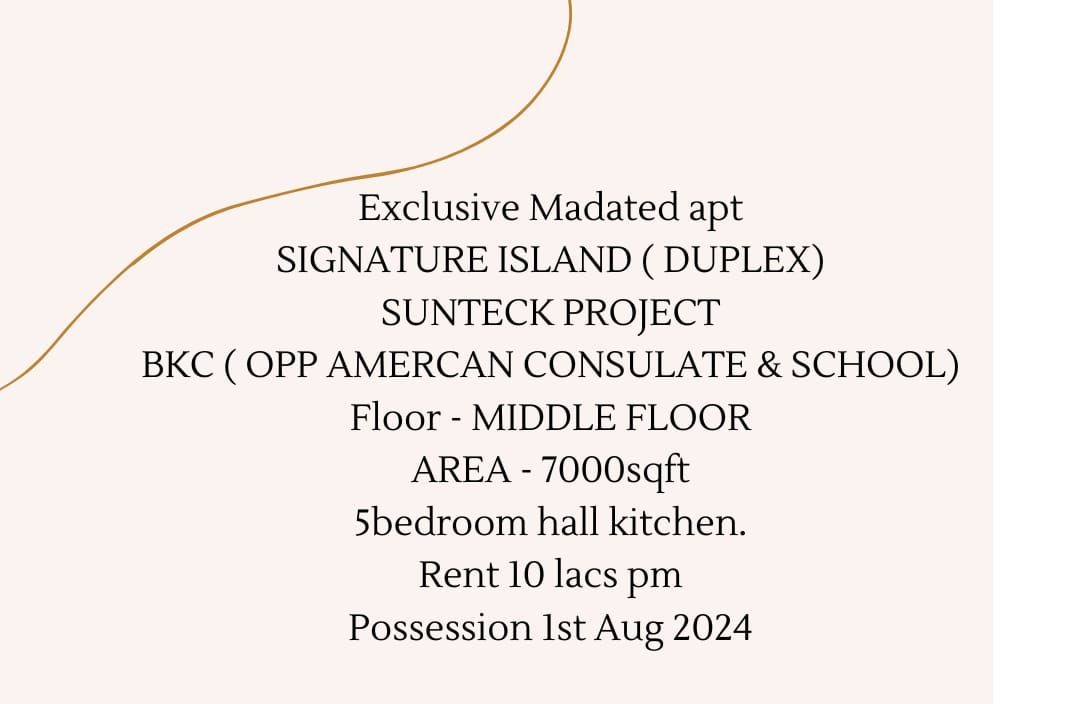 Exclusive Madated apt
SIGNATURE ISLAND ( DUPLEX)
SUNTECK PROJECT
BKC ( OPP AMERCAN CONSULATE & SCHOOL)
Floor - MIDDLE FLOOR
AREA - 7000sqft
5bedroom hall kitchen.
Rent 10 lacs pm
Possession 1st Aug 2024